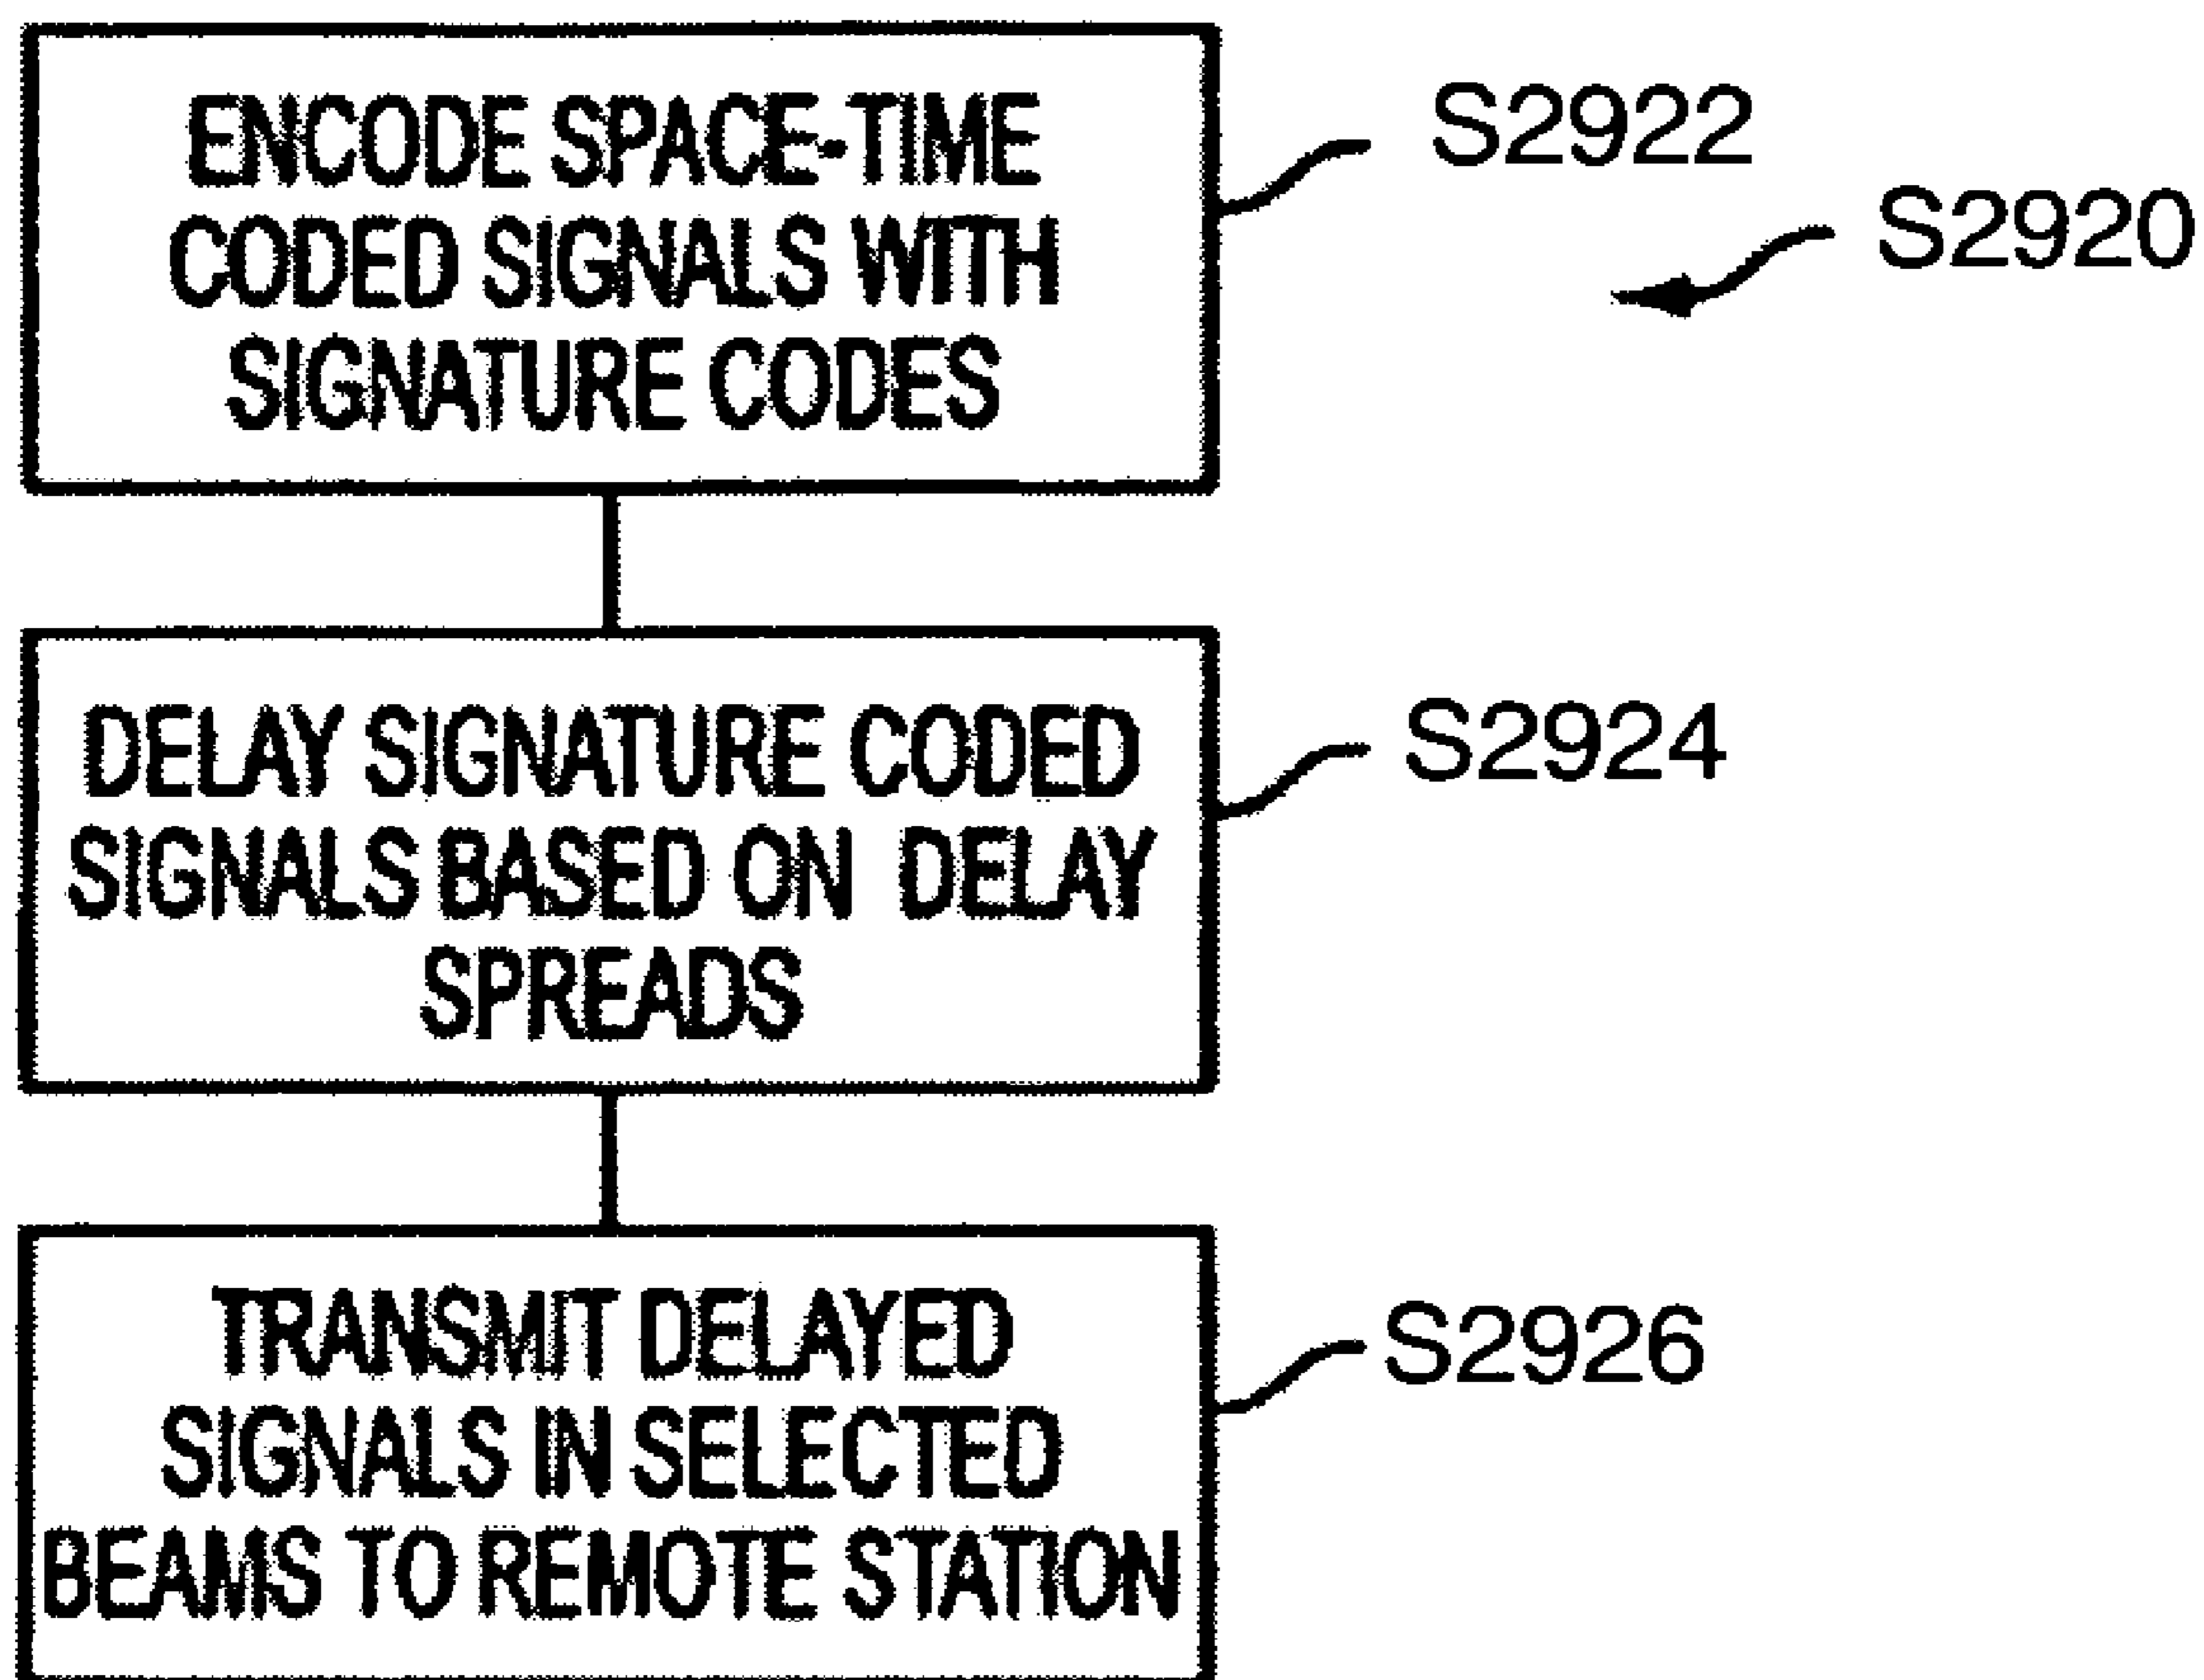 ENCODE SPACE-TIME
CODED SIGNALS WITH
SIGNATURE CODES
S2922
S2920
DELAY SIGNATURE CODED
SIGNALS BASED ON DELAY
SPREADS
S2924
TRANSMIT DELAYED
SIGNALS IN SELECTED
BEAMS TO REMOTE STATION
S2926